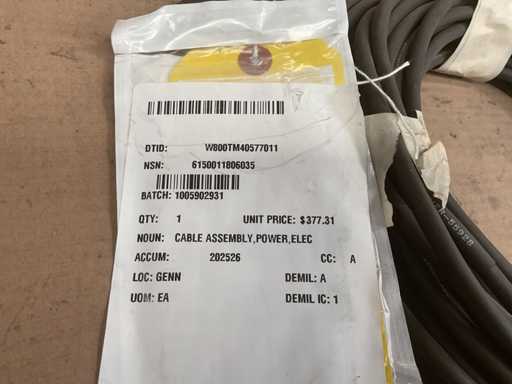 DTID: W800TM40577011
NSN: 6150011806035
BATCH: 1005902931
QTY: 1 UNIT PRICE: $377.31
NOUN: CABLE ASSEMBLY,POWER,ELEC
ACCUM: 202526 CC: A
LOC: GENN DEMIL: A
UOM: EA DEMIL IC: 1